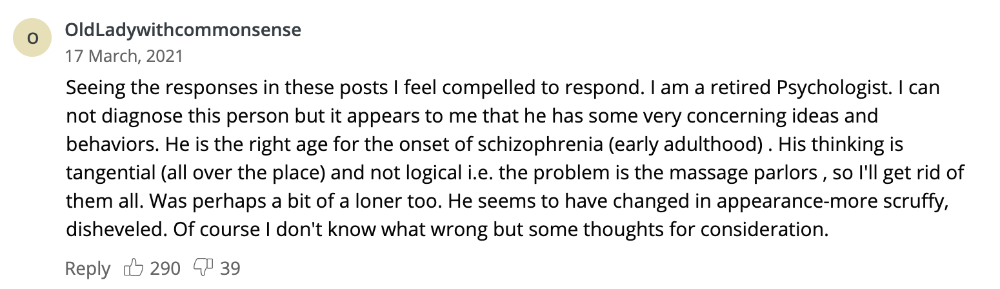 O
OldLadywithcommonsense
17 March, 2021
Seeing the responses in these posts I feel compelled to respond. I am a retired Psychologist. I can
not diagnose this person but it appears to me that he has some very concerning ideas and
behaviors. He is the right age for the onset of schizophrenia (early adulthood) . His thinking is
tangential (all over the place) and not logical i.e. the problem is the massage parlors , so I'll get rid of
them all. Was perhaps a bit of a loner too. He seems to have changed in appearance-more scruffy,
disheveled. Of course I don't know what wrong but some thoughts for consideration.
Reply 290 39